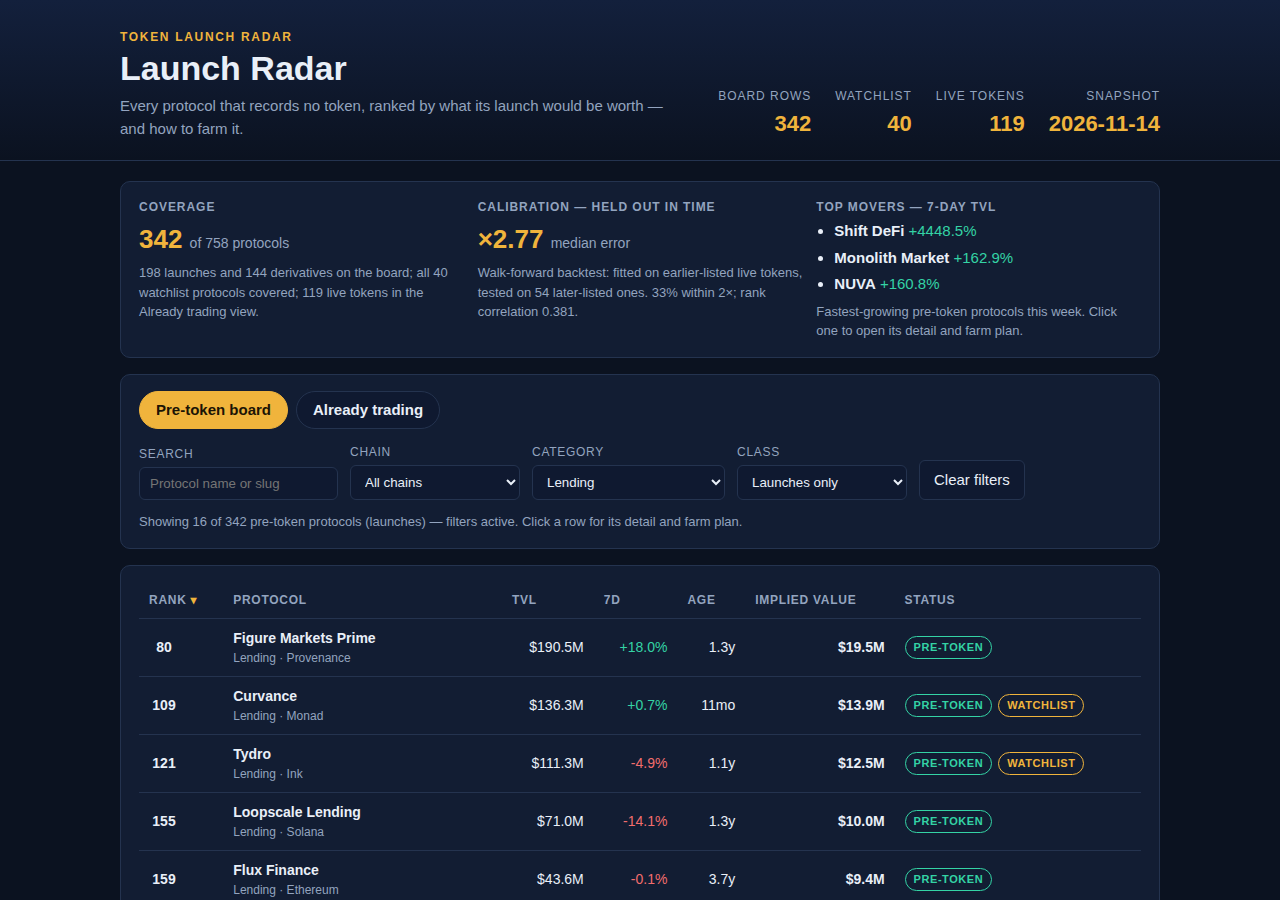 TOKEN LAUNCH RADAR
Launch Radar
Every protocol that records no token, ranked by what its launch would be worth —
and how to farm it.
BOARD ROWS
342
WATCHLIST
40
LIVE TOKENS
119
SNAPSHOT
2026-11-14
COVERAGE
342 of 758 protocols
198 launches and 144 derivatives on the board; all 40
watchlist protocols covered; 119 live tokens in the
Already trading view.
CALIBRATION — HELD OUT IN TIME
×2.77 median error
Walk-forward backtest: fitted on earlier-listed live tokens,
tested on 54 later-listed ones. 33% within 2×; rank
correlation 0.381.
TOP MOVERS — 7-DAY TVL
• Shift DeFi +4448.5%
• Monolith Market +162.9%
• NUVA +160.8%
Fastest-growing pre-token protocols this week. Click
one to open its detail and farm plan.
Pre-token board
Already trading
SEARCH
Protocol name or slug
CHAIN
All chains
CATEGORY
Lending
CLASS
Launches only
Clear filters
Showing 16 of 342 pre-token protocols (launches) — filters active. Click a row for its detail and farm plan.
RANK ▼ PROTOCOL TVL 7D AGE IMPLIED VALUE STATUS
80 Figure Markets Prime $190.5M +18.0% 1.3y $19.5M PRE-TOKEN
Lending · Provenance
109 Curvance $136.3M +0.7% 11mo $13.9M PRE-TOKEN WATCHLIST
Lending · Monad
121 Tydro $111.3M -4.9% 1.1y $12.5M PRE-TOKEN WATCHLIST
Lending · Ink
155 Loopscale Lending $71.0M -14.1% 1.3y $10.0M PRE-TOKEN
Lending · Solana
159 Flux Finance $43.6M -0.1% 3.7y $9.4M PRE-TOKEN
Lending · Ethereum